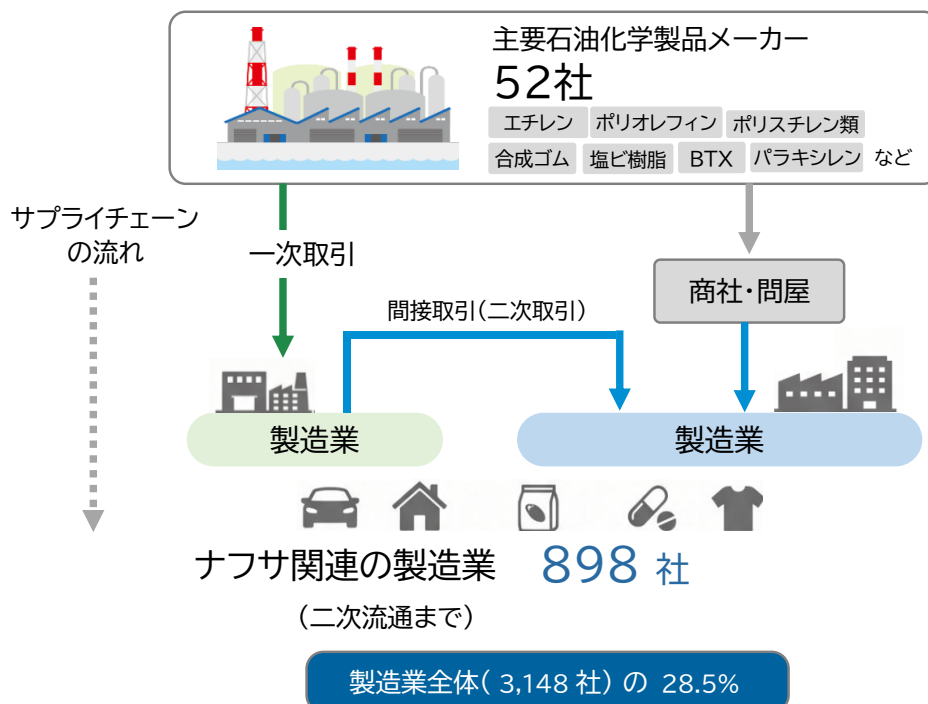 主要石油化学製品メーカー
52社
エチレン ポリオレフィン ポリスチレン類
合成ゴム 塩ビ樹脂 BTX パラキシレン など
サプライチェーン
の流れ
一次取引
商社・問屋
間接取引(二次取引)
製造業
製造業
ナフサ関連の製造業 898 社
(二次流通まで)
製造業全体( 3,148 社) の 28.5%